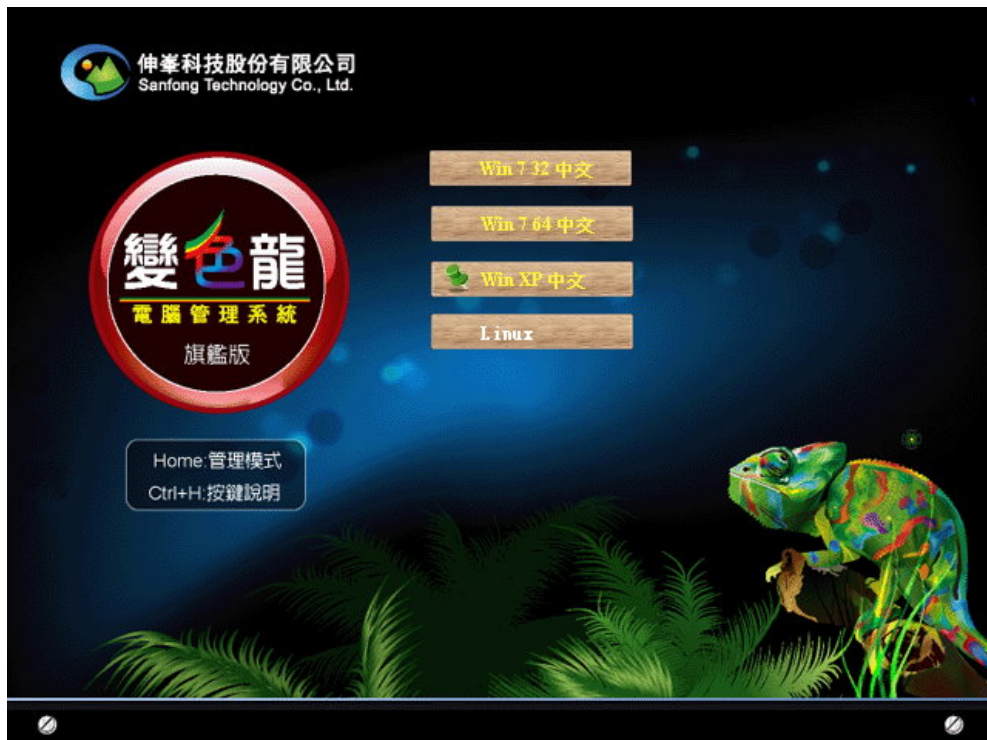 伸峯科技股份有限公司
Sanfong Technology Co., Ltd.
變色龍
電腦管理系統
旗艦版
Home:管理模式
Ctrl+H:按鍵說明
Win 7 32 中文
Win 7 64 中文
Win XP 中文
Linux